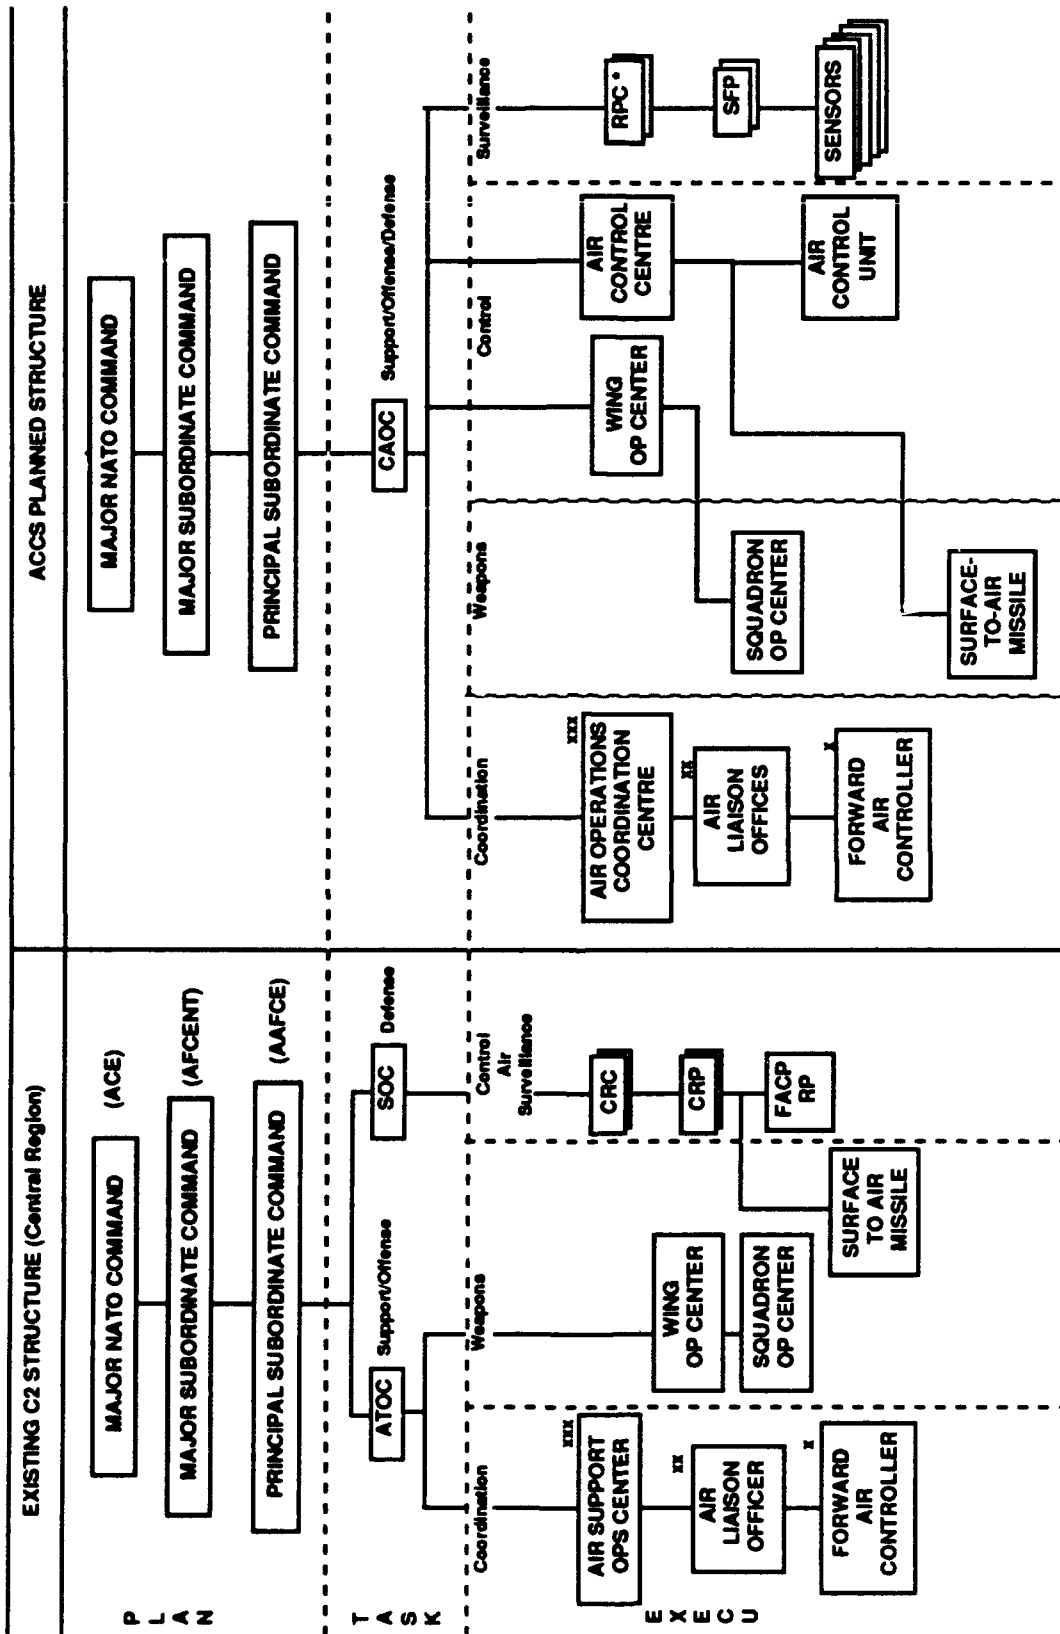 EXISTING C2 STRUCTURE (Central Region)
ACCS PLANNED STRUCTURE
P
L
A
N
MAJOR NATO COMMAND
(ACE)
MAJOR SUBORDINATE COMMAND
(AFCENT)
PRINCIPAL SUBORDINATE COMMAND
(AAFCE)
MAJOR NATO COMMAND
MAJOR SUBORDINATE COMMAND
PRINCIPAL SUBORDINATE COMMAND
T
A
S
K
ATOC
Support/Offense
SOC
Defense
CAOC
Support/Offense/Defense
E
X
E
C
U
Coordination
Weapons
Control
Air
Surveillance
XXX
AIR SUPPORT
OPS CENTER
XX
AIR
LIAISON
OFFICER
X
FORWARD
AIR
CONTROLLER
WING
OP CENTER
SQUADRON
OP CENTER
SURFACE
TO AIR
MISSILE
CRC
CRP
FACP
RP
Coordination
Weapons
Control
Surveillance
XXX
AIR OPERATIONS
COORDINATION
CENTRE
XX
AIR
LIAISON
OFFICES
X
FORWARD
AIR
CONTROLLER
SQUADRON
OP CENTER
SURFACE-
TO-AIR
MISSILE
WING
OP CENTER
AIR
CONTROL
CENTRE
AIR
CONTROL
UNIT
RPC *
SFP
SENSORS